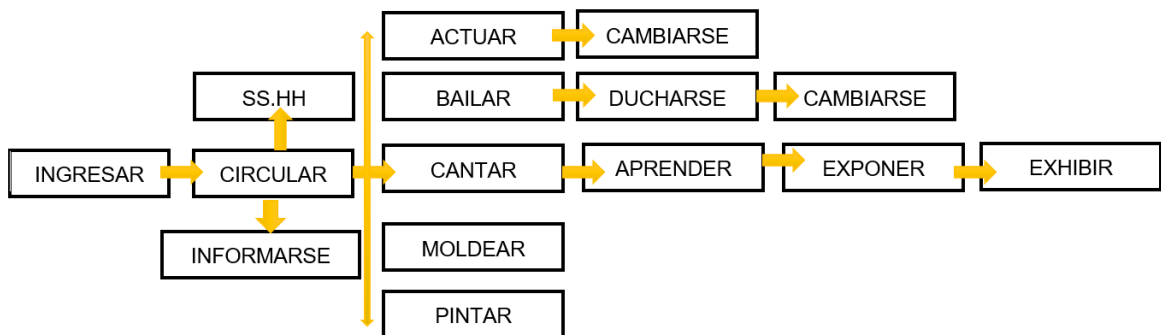 ACTUAR
CAMBIARSE
SS.HH
BAILAR
DUCHARSE
CAMBIARSE
INGRESAR
CIRCULAR
CANTAR
APRENDER
EXPONER
EXHIBIR
INFORMARSE
MOLDEAR
PINTAR